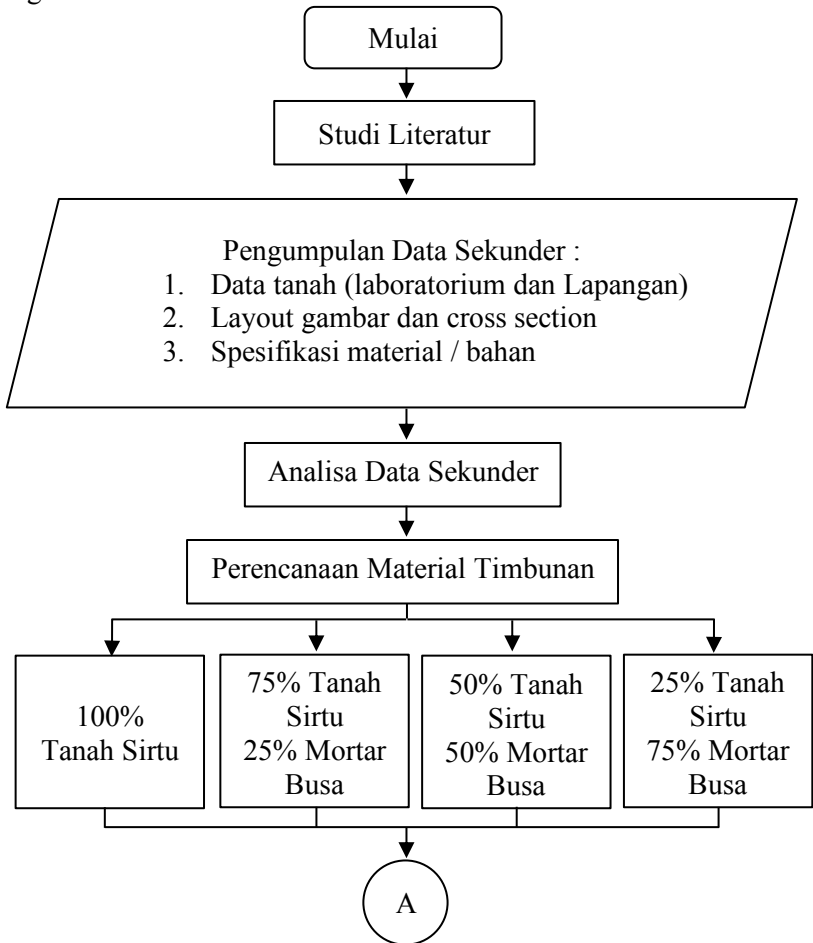 Mulai
Studi Literatur
Pengumpulan Data Sekunder :
1. Data tanah (laboratorium dan Lapangan)
2. Layout gambar dan cross section
3. Spesifikasi material / bahan
Analisa Data Sekunder
Perencanaan Material Timbunan
100%
Tanah Sirtu
75% Tanah
Sirtu
25% Mortar
Busa
50% Tanah
Sirtu
50% Mortar
Busa
25% Tanah
Sirtu
75% Mortar
Busa
A